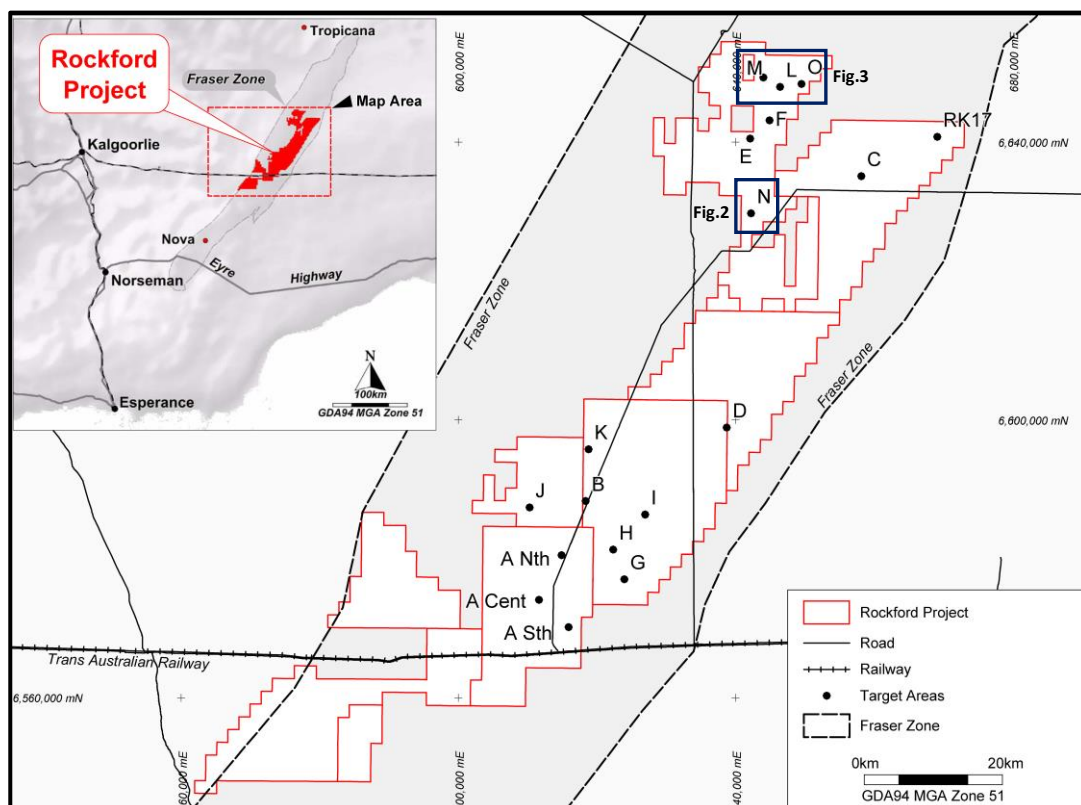 Tropicana
Rockford
Project
Fraser Zone
Map Area
Kalgoorlie
Nova
Eyre
Highway
Norseman
N
100km
GDA94 MGA Zone 51
Esperance
600,000 mE
640,000 mE
680,000 mE
M
L
O
Fig.3
F
RK17
E
6,640,000 mN
C
N
Fig.2
Fraser Zone
Fraser Zone
D
6,600,000 mN
K
B
J
I
H
A Nth
G
A Cent
A Sth
Trans Australian Railway
6,560,000 mN
Rockford Project
Road
Railway
Target Areas
Fraser Zone
0km 20km
GDA94 MGA Zone 51